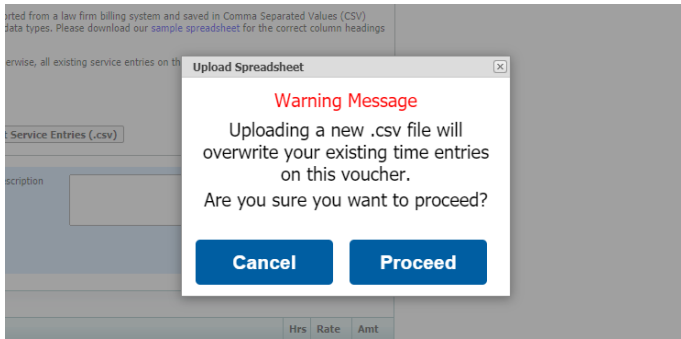 orted from a law firm billing system and saved in Comma Separated Values (CSV)
data types. Please download our sample spreadsheet for the correct column headings
erwise, all existing service entries on th
Upload Spreadsheet
Warning Message
Uploading a new .csv file will
overwrite your existing time entries
on this voucher.
Are you sure you want to proceed?
t Service Entries (.csv)
scription
Cancel Proceed
Hrs Rate Amt